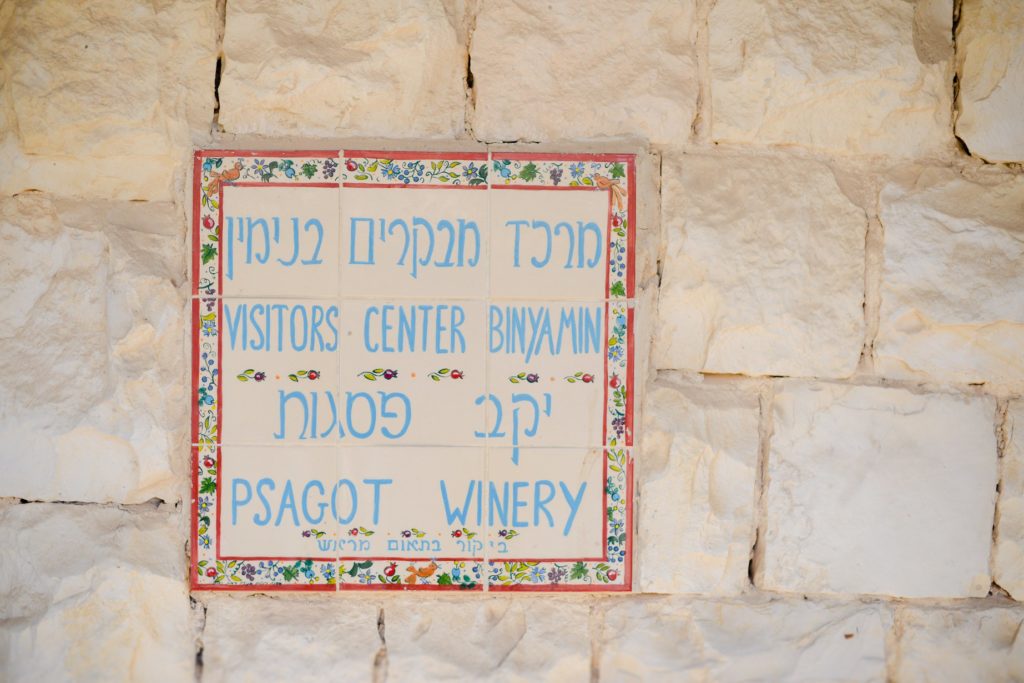 מרכז מבקרים בנימין
VISITORS CENTER BINYAMIN
יקב פסגות
PSAGOT WINERY
ביקור בתאום מראש